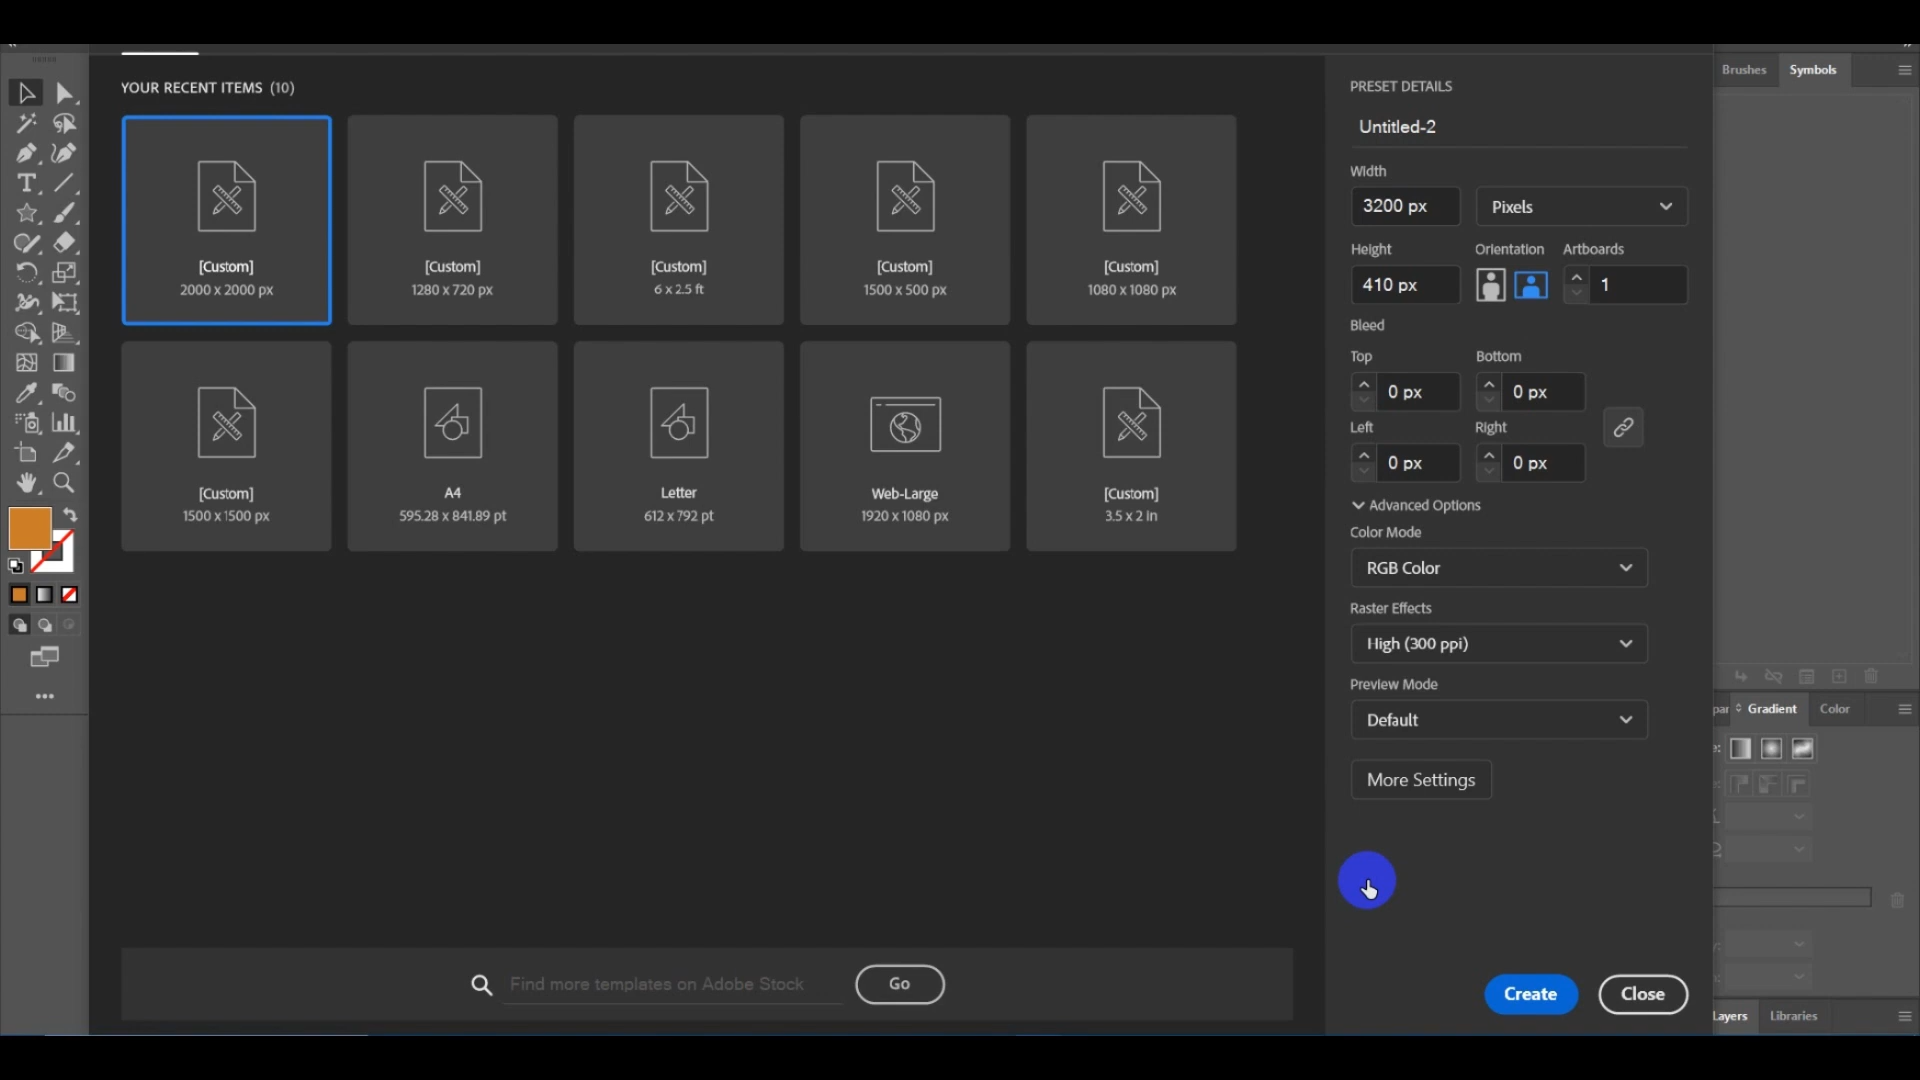 Brushes
Symbols
YOUR RECENT ITEMS (10)
[Custom]
2000 x 2000 px
[Custom]
1280 x 720 px
[Custom]
6 x 2.5 ft
[Custom]
1500 x 500 px
[Custom]
1080 x 1080 px
[Custom]
1500 x 1500 px
A4
595.28 x 841.89 pt
Letter
612 x 792 pt
Web-Large
1920 x 1080 px
[Custom]
3.5 x 2 in
Find more templates on Adobe Stock
Go
PRESET DETAILS
Untitled-2
Width
3200 px
Pixels
Height
Orientation
Artboards
410 px
1
Bleed
Top
Bottom
0 px
0 px
Left
Right
0 px
0 px
Advanced Options
Color Mode
RGB Color
Raster Effects
High (300 ppi)
Preview Mode
Default
More Settings
Create
Close
Gradient
Color
Layers
Libraries